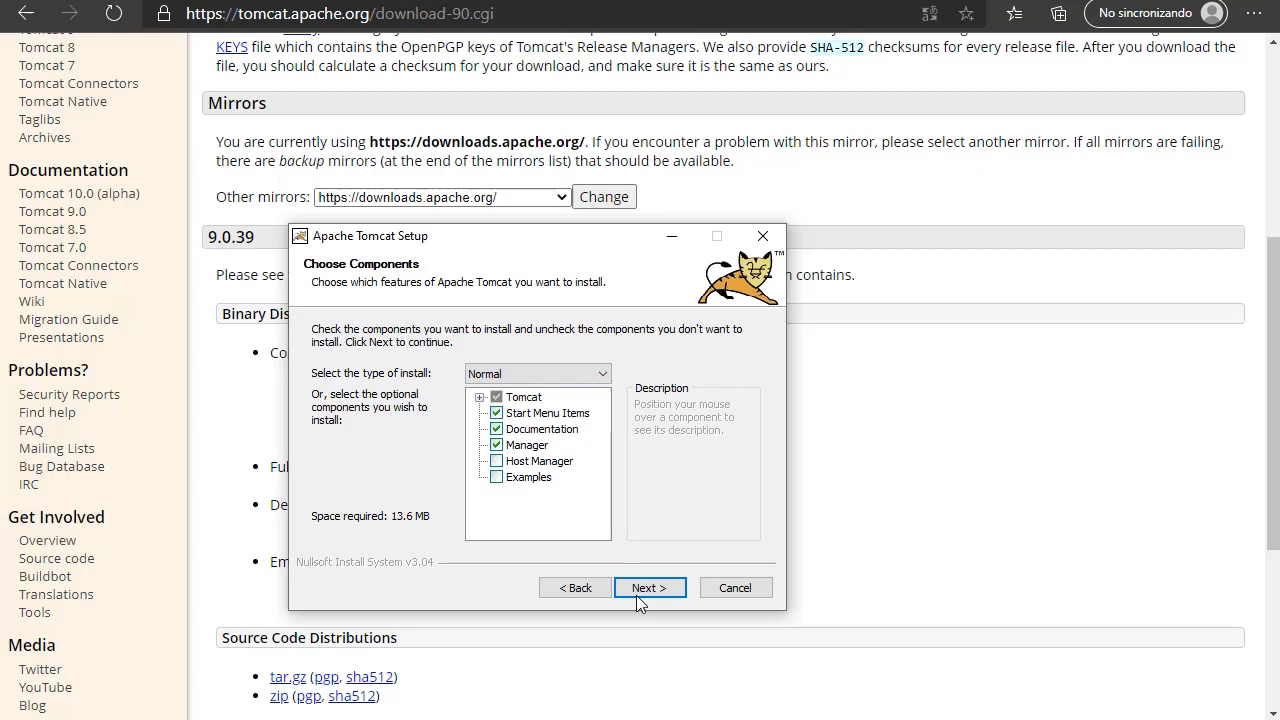 https://tomcat.apache.org/download-90.cgi
No sincronizando
Tomcat 8
Tomcat 7
Tomcat Connectors
Tomcat Native
Taglibs
Archives
Documentation
Tomcat 10.0 (alpha)
Tomcat 9.0
Tomcat 8.5
Tomcat 7.0
Tomcat Connectors
Tomcat Native
Wiki
Migration Guide
Presentations
Problems?
Security Reports
Find help
FAQ
Mailing Lists
Bug Database
IRC
Get Involved
Overview
Source code
Buildbot
Translations
Tools
Media
Twitter
YouTube
Blog
KEYS file which contains the OpenPGP keys of Tomcat's Release Managers. We also provide SHA-512 checksums for every release file. After you download the
file, you should calculate a checksum for your download, and make sure it is the same as ours.
Mirrors
You are currently using https://downloads.apache.org/. If you encounter a problem with this mirror, please select another mirror. If all mirrors are failing,
there are backup mirrors (at the end of the mirrors list) that should be available.
Other mirrors: https://downloads.apache.org/ Change
9.0.39
Please see
n contains.
Binary Dis
Co
Ful
De
Em
Apache Tomcat Setup
Choose Components
Choose which features of Apache Tomcat you want to install.
TM
Check the components you want to install and uncheck the components you don't want to
install. Click Next to continue.
Select the type of install: Normal
Or, select the optional
components you wish to
install:
Tomcat
Start Menu Items
Documentation
Manager
Host Manager
Examples
Description
Position your mouse
over a component to
see its description.
Space required: 13.6 MB
Nullsoft Install System v3.04
< Back Next > Cancel
Source Code Distributions
tar.gz (pgp, sha512)
zip (pgp, sha512)